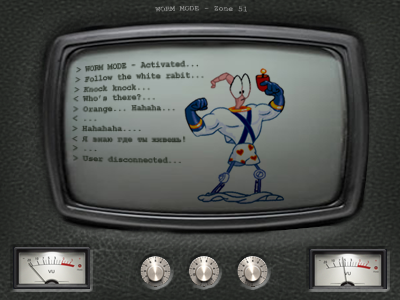 WORM MODE - Zone 51
> WORM MODE - Activated...
> Follow the white rabit...
> Knock knock...
< Who's there?...
> Orange... Hahaha...
< ...
> Hahahaha....
< Я знаю где ты живешь!
> ...
> User disconnected...
VU
VU